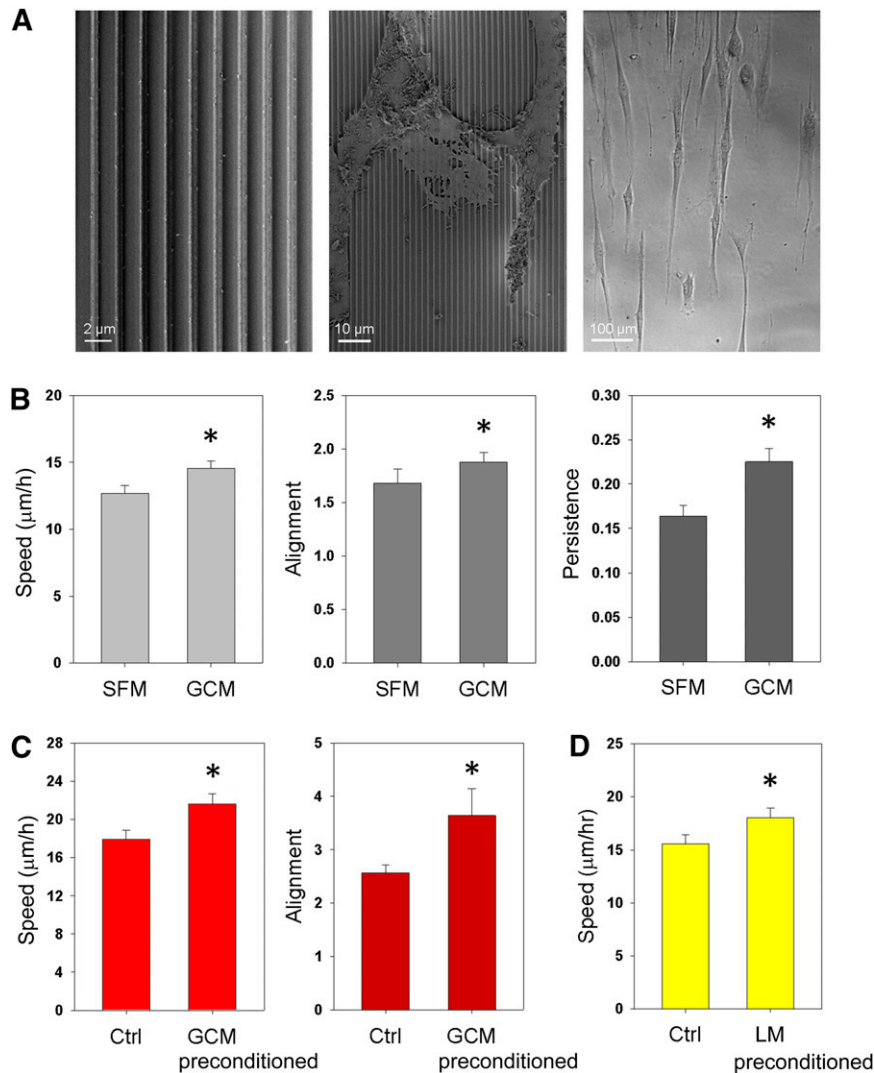 A
2 µm
10 µm
100 µm
B
Speed (µm/h)
20
15
10
5
0
SFM GCM
*
Alignment
2.5
2.0
1.5
1.0
0.5
0.0
SFM GCM
*
Persistence
0.30
0.25
0.20
0.15
0.10
0.05
0.00
SFM GCM
*
C
Speed (µm/h)
28
24
20
16
12
8
4
0
Ctrl GCM
preconditioned
*
Alignment
5
4
3
2
1
0
Ctrl GCM
preconditioned
*
D
Speed (µm/hr)
25
20
15
10
5
0
Ctrl LM
preconditioned
*